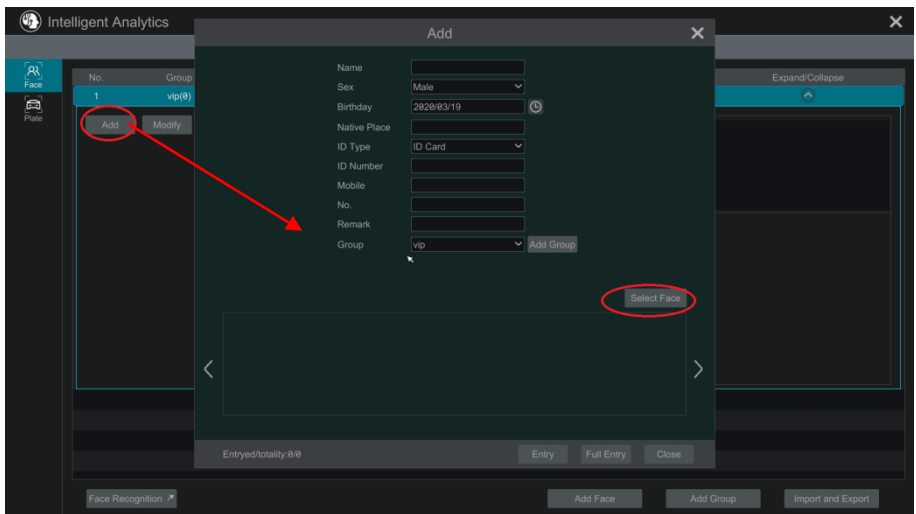 Intelligent Analytics
Add
Face
Plate
No. Group Expand/Collapse
1 vip(0)
Add Modify
Name
Sex Male
Birthday 2020/03/19
Native Place
ID Type ID Card
ID Number
Mobile
No.
Remark
Group vip Add Group
Select Face
Entryed/totality:0/0 Entry Full Entry Close
Face Recognition Add Face Add Group Import and Export